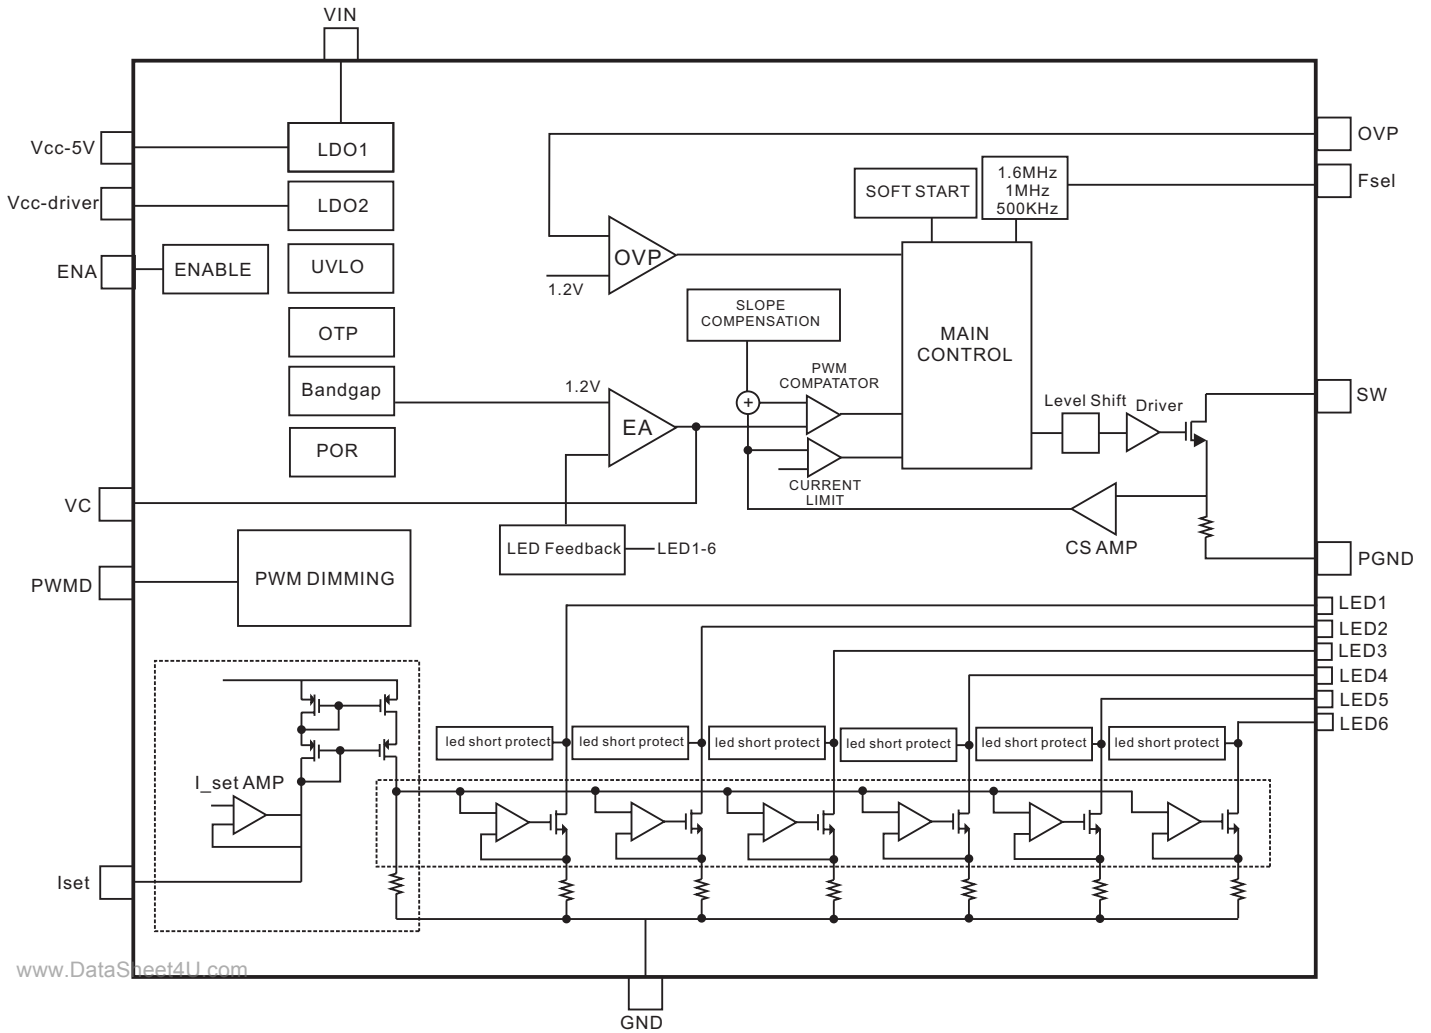 VIN
Vcc-5V
LDO1
OVP
Vcc-driver
LDO2
SOFT START
1.6MHz
1MHz
500KHz
Fsel
ENA
ENABLE
UVLO
OVP
1.2V
OTP
SLOPE
COMPENSATION
MAIN
CONTROL
Bandgap
1.2V
EA
PWM
COMPATATOR
Level Shift
Driver
SW
POR
CURRENT
LIMIT
VC
LED Feedback
LED1-6
CS AMP
PGND
PWMD
PWM DIMMING
LED1
LED2
LED3
LED4
LED5
LED6
led short protect
led short protect
led short protect
led short protect
led short protect
led short protect
I_set AMP
Iset
www.DataSheet4U.com
GND